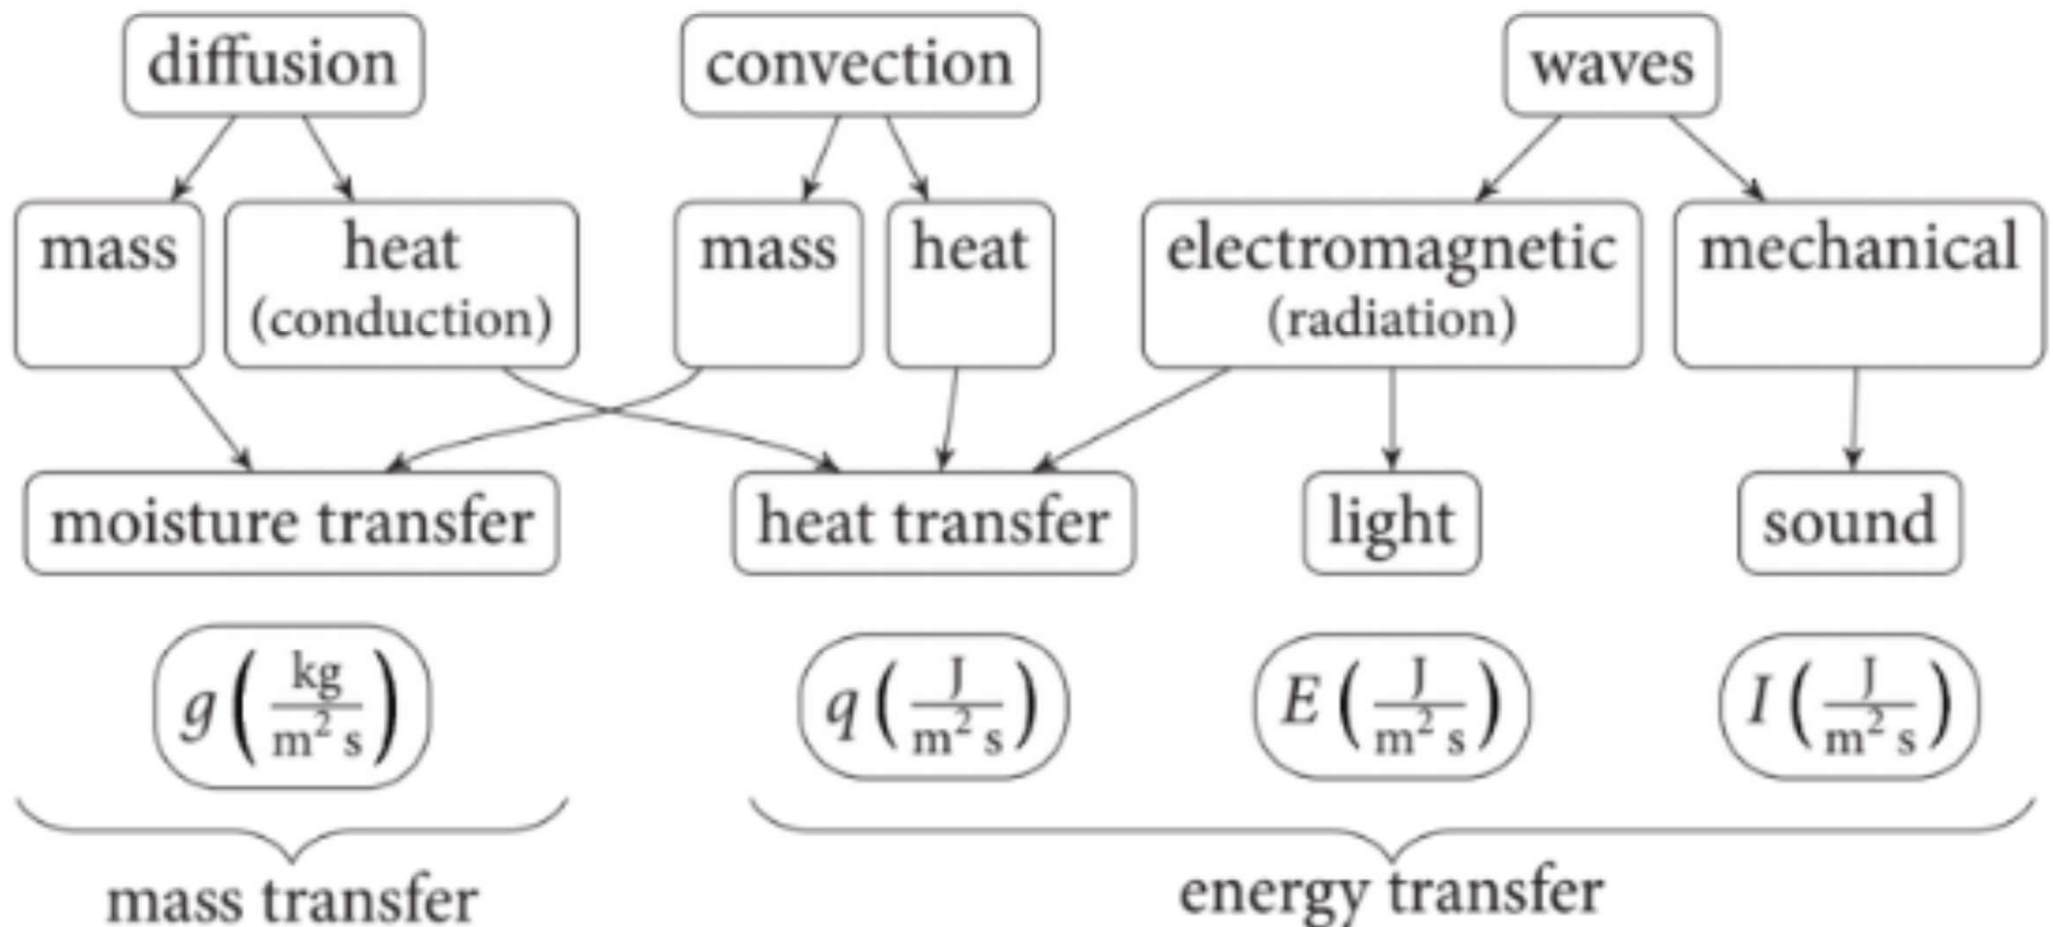 diffusion convection waves
mass heat mass heat electromagnetic mechanical
(conduction) (radiation)
moisture transfer heat transfer light sound
g (kg/m² s) q (J/m² s) E (J/m² s) I (J/m² s)
mass transfer energy transfer